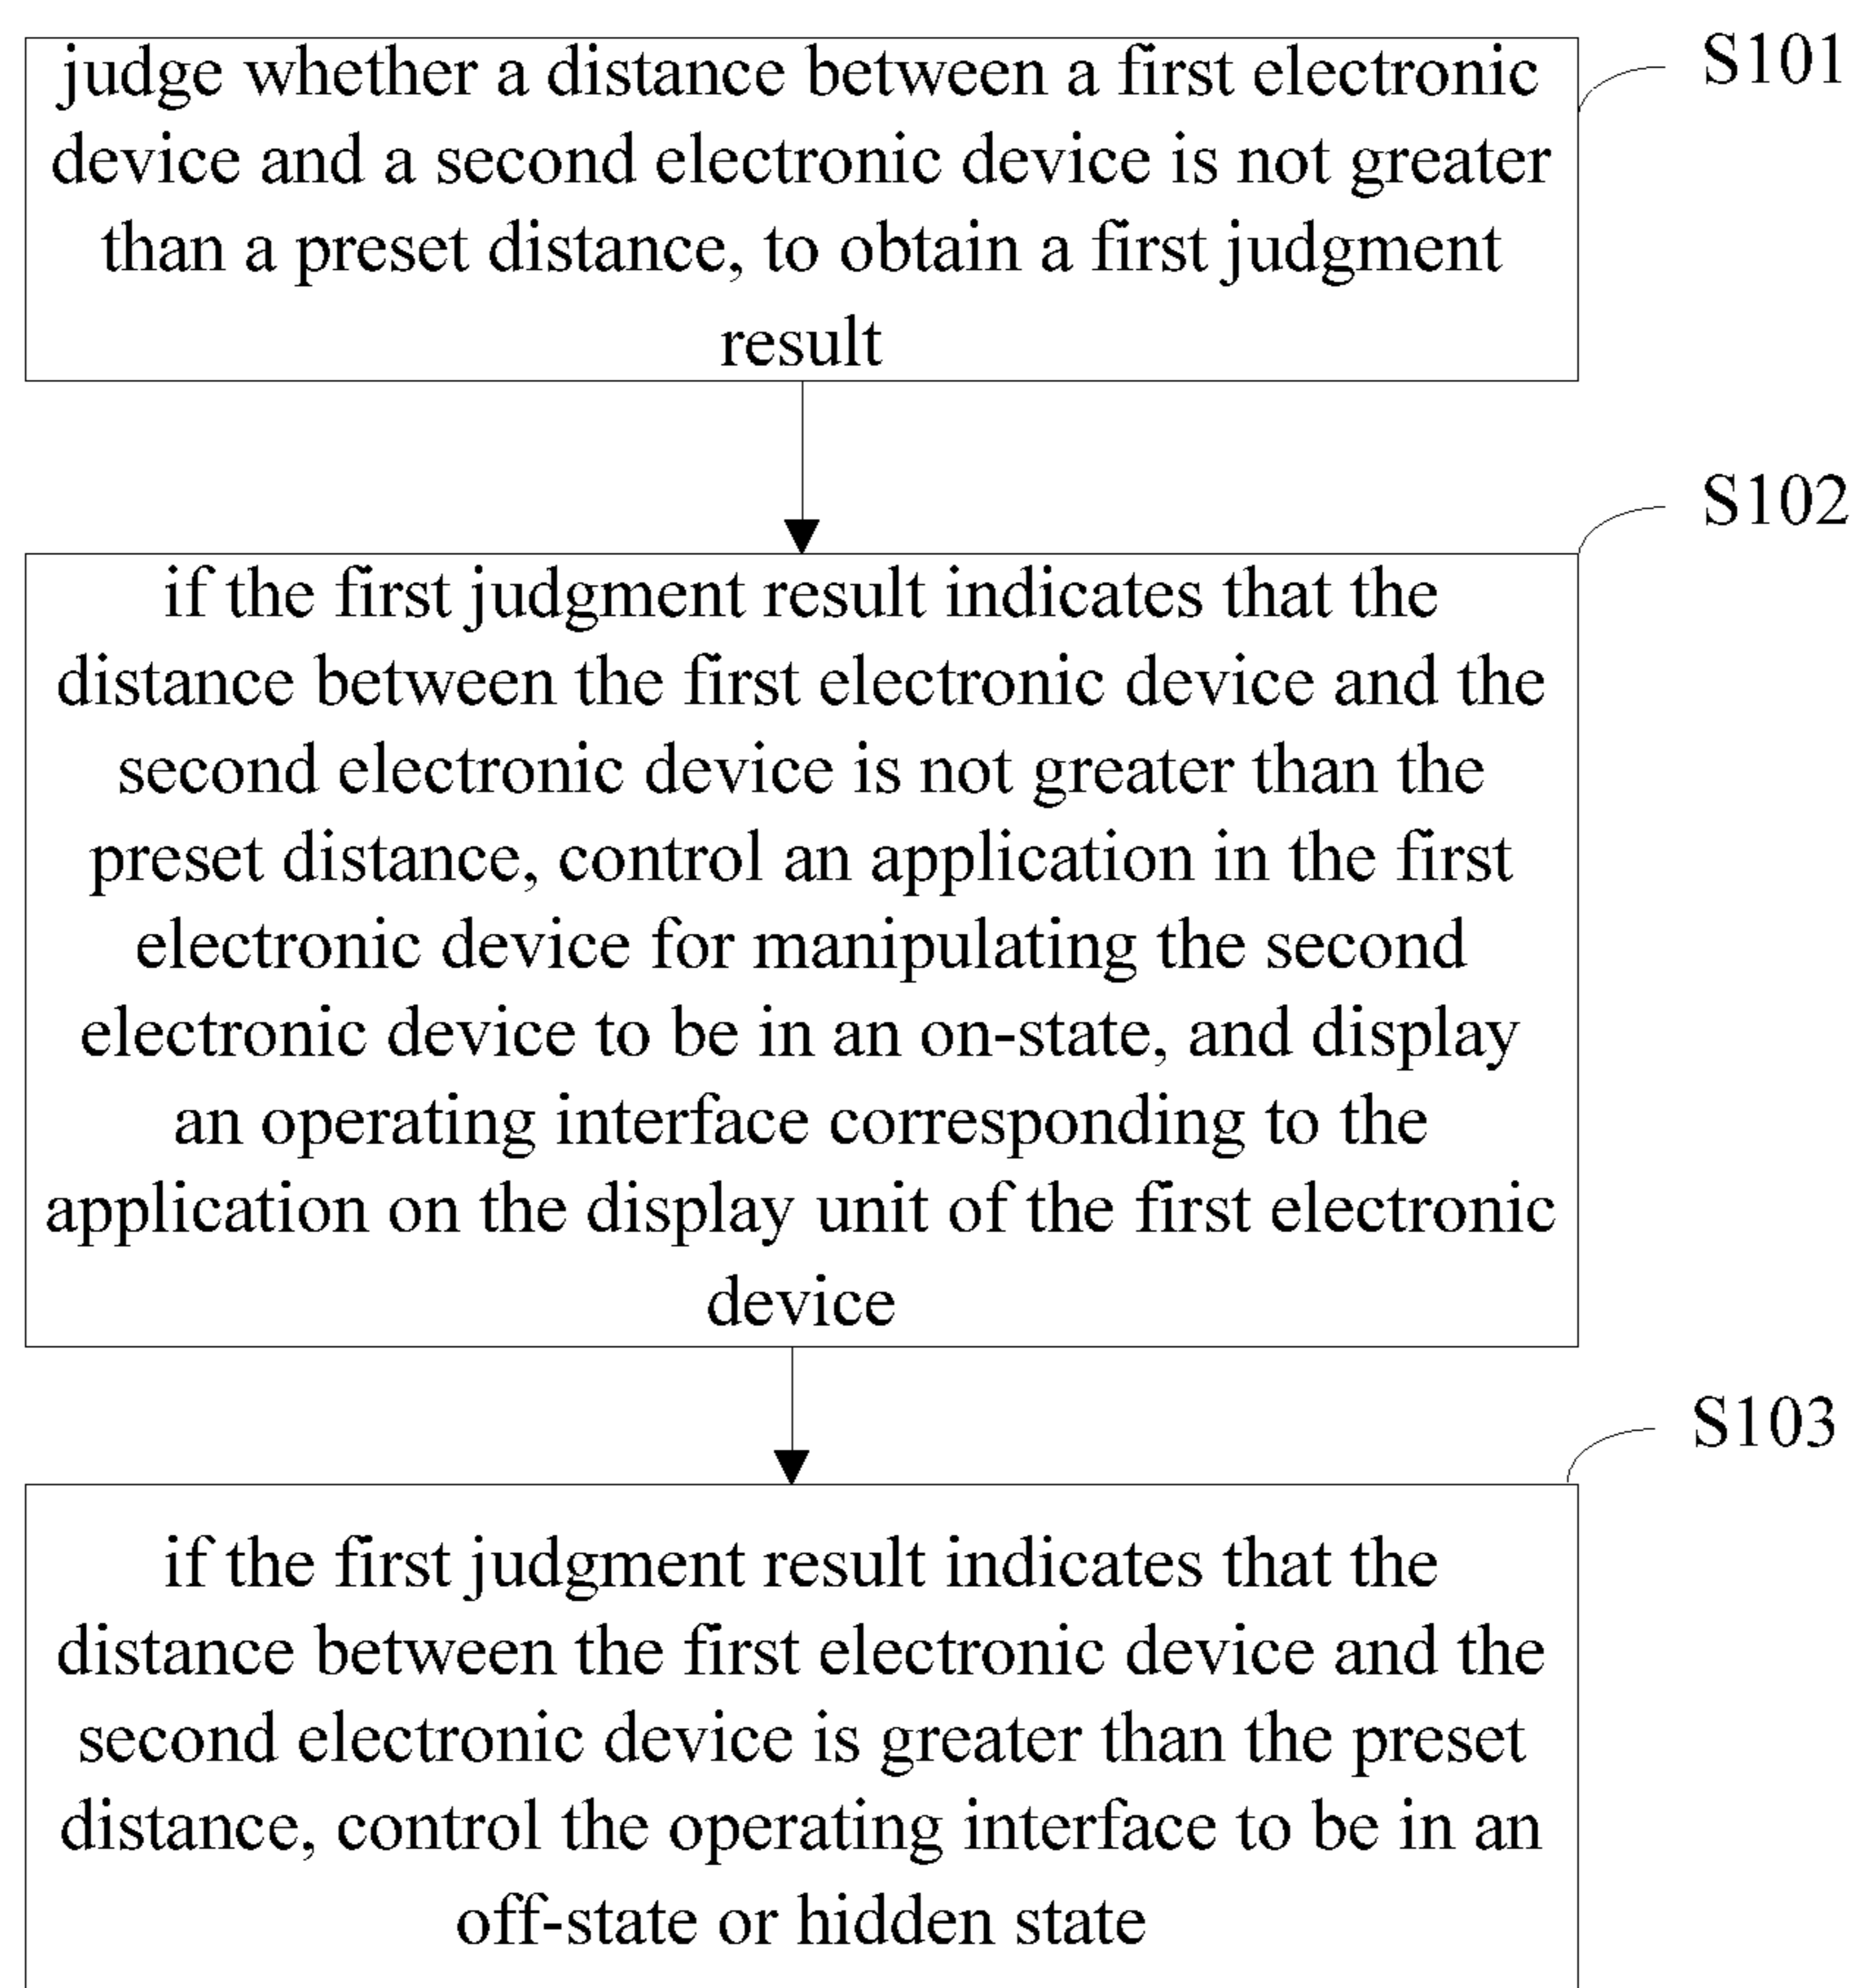 judge whether a distance between a first electronic
device and a second electronic device is not greater
than a preset distance, to obtain a first judgment
result
S101
S102
if the first judgment result indicates that the
distance between the first electronic device and the
second electronic device is not greater than the
preset distance, control an application in the first
electronic device for manipulating the second
electronic device to be in an on-state, and display
an operating interface corresponding to the
application on the display unit of the first electronic
device
S103
if the first judgment result indicates that the
distance between the first electronic device and the
second electronic device is greater than the preset
distance, control the operating interface to be in an
off-state or hidden state